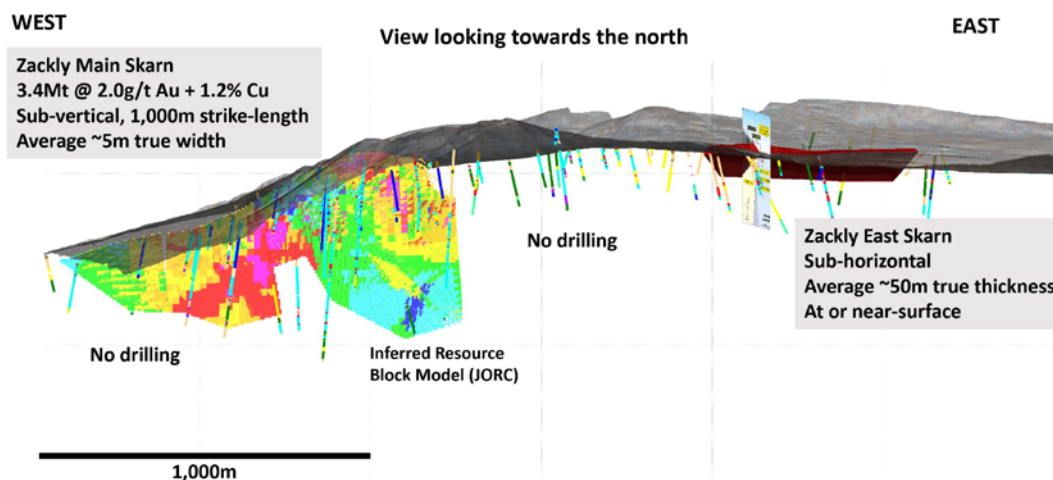 WEST
View looking towards the north
EAST
Zackly Main Skarn
3.4Mt @ 2.0g/t Au + 1.2% Cu
Sub-vertical, 1,000m strike-length
Average ~5m true width
No drilling
Zackly East Skarn
Sub-horizontal
Average ~50m true thickness
At or near-surface
No drilling
Inferred Resource
Block Model (JORC)
1,000m